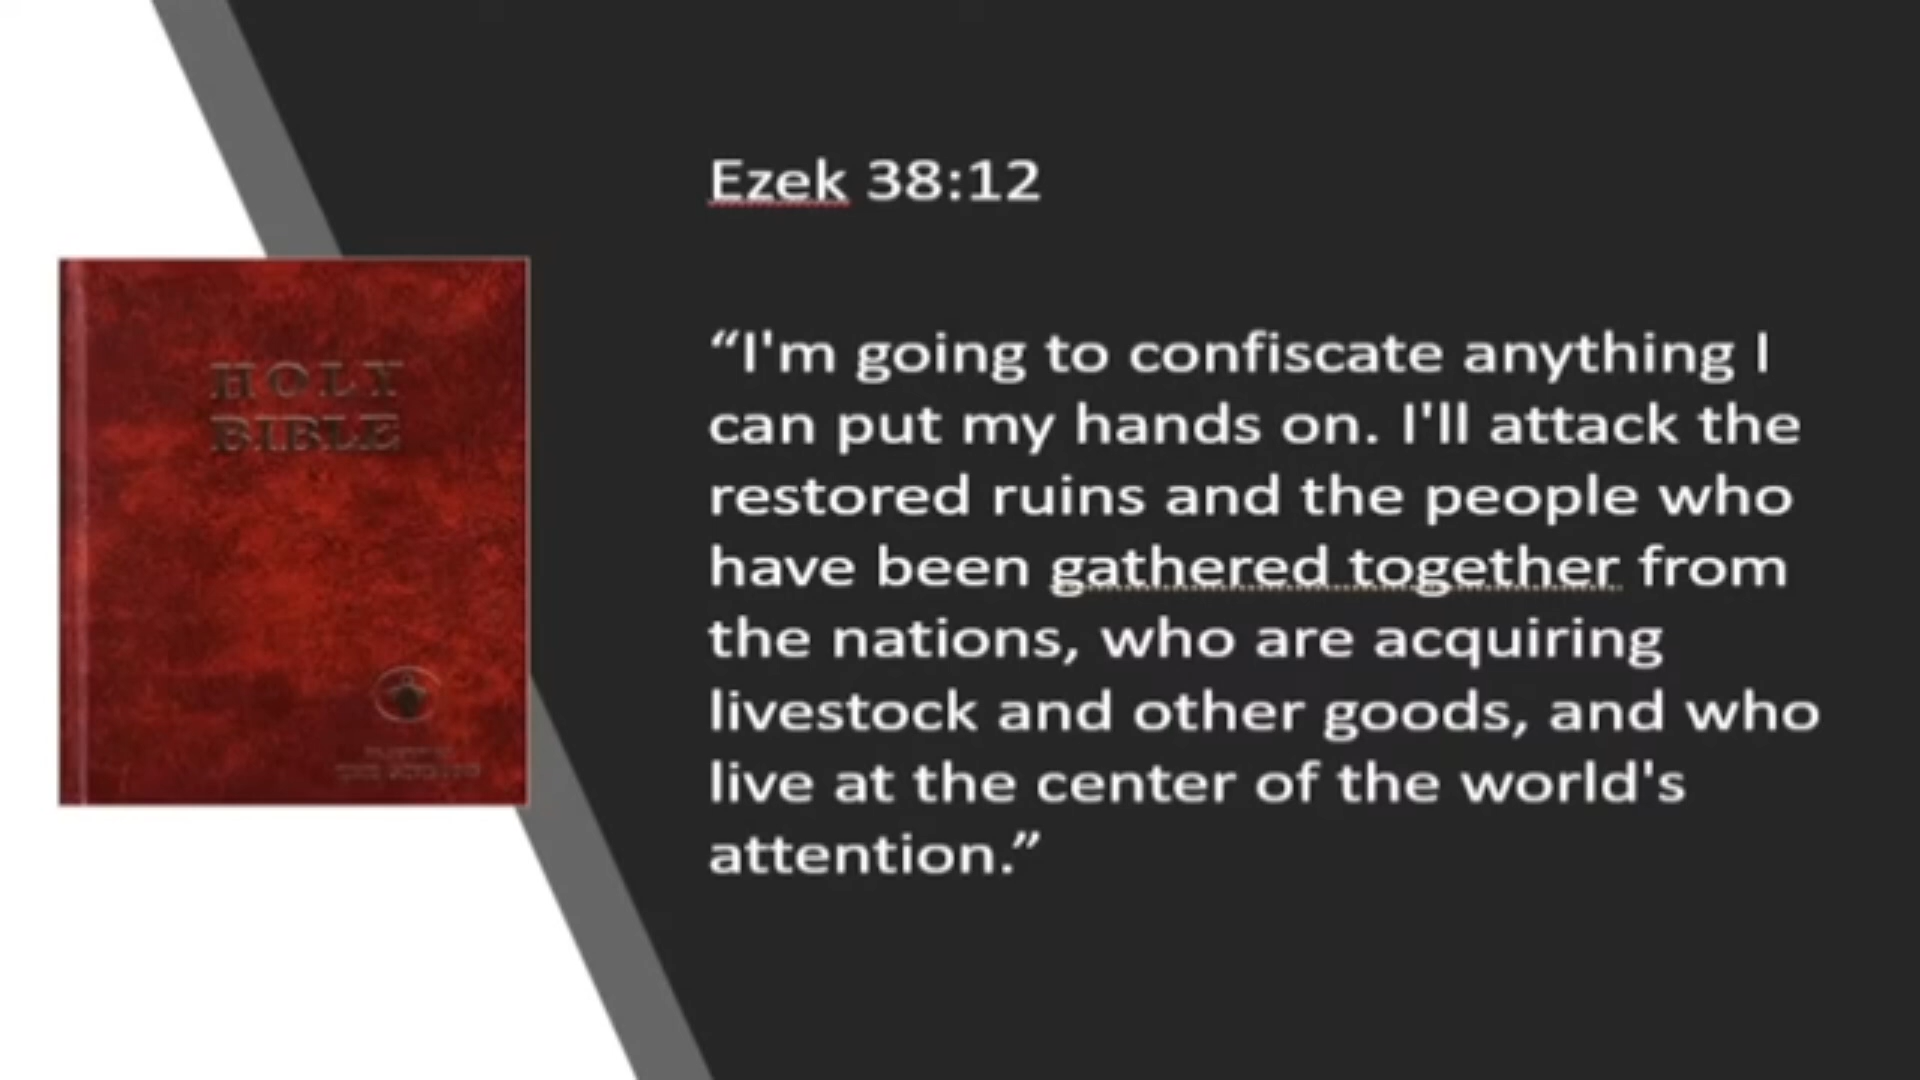 Ezek 38:12
“I'm going to confiscate anything I
can put my hands on. I'll attack the
restored ruins and the people who
have been gathered together from
the nations, who are acquiring
livestock and other goods, and who
live at the center of the world's
attention.”
HOLY
BIBLE